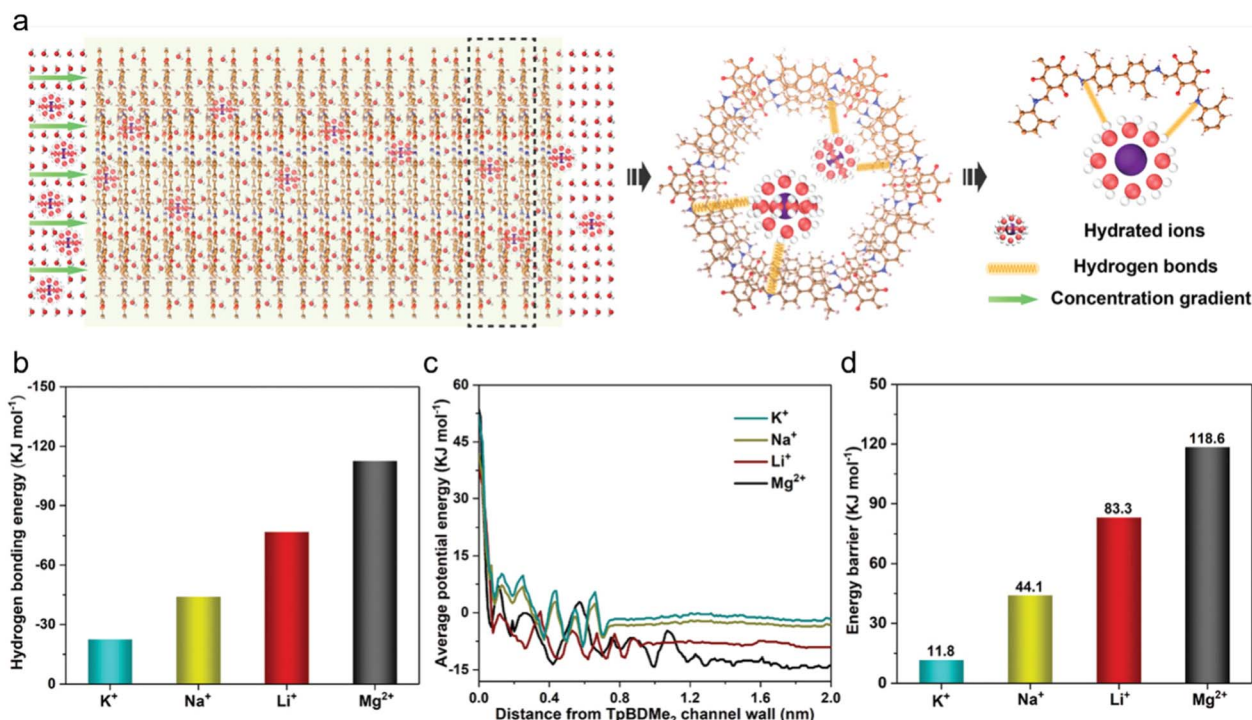 a
Hydrated ions
Hydrogen bonds
Concentration gradient
b
Hydrogen bonding energy (KJ mol⁻¹)
-150
-120
-90
-60
-30
0
K⁺ Na⁺ Li⁺ Mg²⁺
c
Average potential energy (KJ mol⁻¹)
60
45
30
15
0
-15
K⁺
Na⁺
Li⁺
Mg²⁺
0.0 0.4 0.8 1.2 1.6 2.0
Distance from TpBDMe₂ channel wall (nm)
d
Energy barrier (KJ mol⁻¹)
50
120
90
60
30
0
11.8
44.1
83.3
118.6
K⁺ Na⁺ Li⁺ Mg²⁺